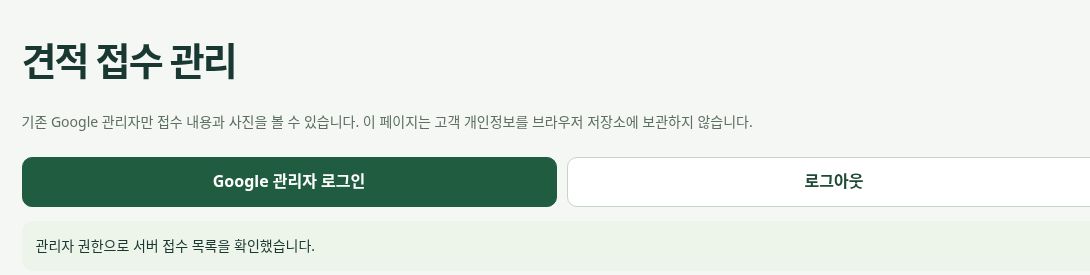 견적 접수 관리
기존 Google 관리자만 접수 내용과 사진을 볼 수 있습니다. 이 페이지는 고객 개인정보를 브라우저 저장소에 보관하지 않습니다.
Google 관리자 로그인
로그아웃
관리자 권한으로 서버 접수 목록을 확인했습니다.